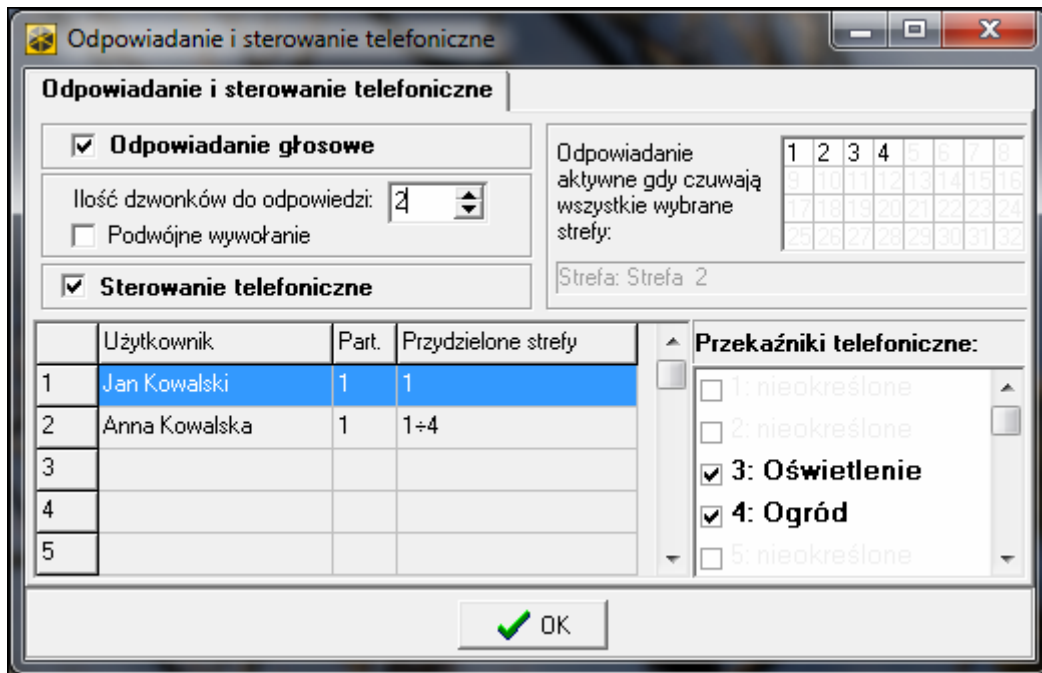 Odpowiadanie i sterowanie telefoniczne
Odpowiadanie i sterowanie telefoniczne
Odpowiadanie głosowe
Ilość dzwonków do odpowiedzi: 2
Podwójne wywołanie
Sterowanie telefoniczne
Odpowiadanie
aktywne gdy czuwają
wszystkie wybrane
strefy:
1 2 3 4 5 6 7 8
9 10 11 12 13 14 15 16
17 18 19 20 21 22 23 24
25 26 27 28 29 30 31 32
Strefa: Strefa 2
Użytkownik Part. Przydzielone strefy
1 Jan Kowalski 1 1
2 Anna Kowalska 1 1÷4
3
4
5
Przekaźniki telefoniczne:
1: nieokreślone
2: nieokreślone
3: Oświetlenie
4: Ogród
5: nieokreślone
OK